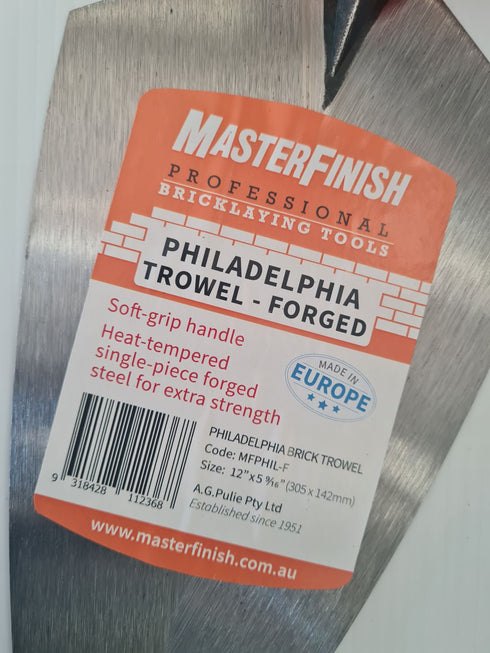 MASTERFINISH
PROFESSIONAL
BRICKLAYING TOOLS
PHILADELPHIA
TROWEL - FORGED
Soft-grip handle
Heat-tempered
single-piece forged
steel for extra strength
MADE IN
EUROPE
PHILADELPHIA BRICK TROWEL
Code: MFPHIL-F
Size: 12" x 5 9/16" (305 x 142mm)
A.G.Pulie Pty Ltd
Established since 1951
9 318428 112368
www.masterfinish.com.au